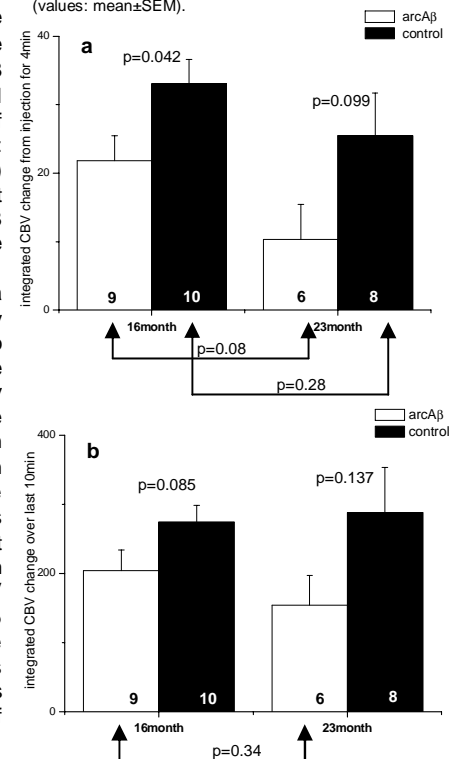 (values: mean±SEM).
arcAβ
control
a
p=0.042
p=0.099
integrated CBV change from injection for 4min
40
20
0
9
10
6
8
16month
23month
p=0.08
p=0.28
arcAβ
control
b
p=0.085
p=0.137
integrated CBV change over last 10min
400
200
0
9
10
6
8
16month
23month
p=0.34